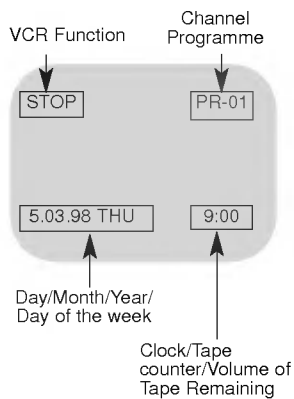 VCR Function
Channel
Programme
STOP
PR-01
5.03.98 THU
9:00
Day/Month/Year/
Day of the week
Clock/Tape
counter/Volume of
Tape Remaining